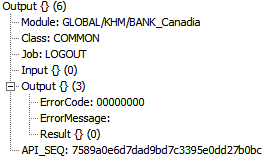 Output {} (6)
Module: GLOBAL/KHM/BANK_Canadia
Class: COMMON
Job: LOGOUT
Input {} (0)
Output {} (3)
ErrorCode: 00000000
ErrorMessage:
Result {} (0)
API_SEQ: 7589a0e6d7dad9bd7c3395e0dd27b0bc